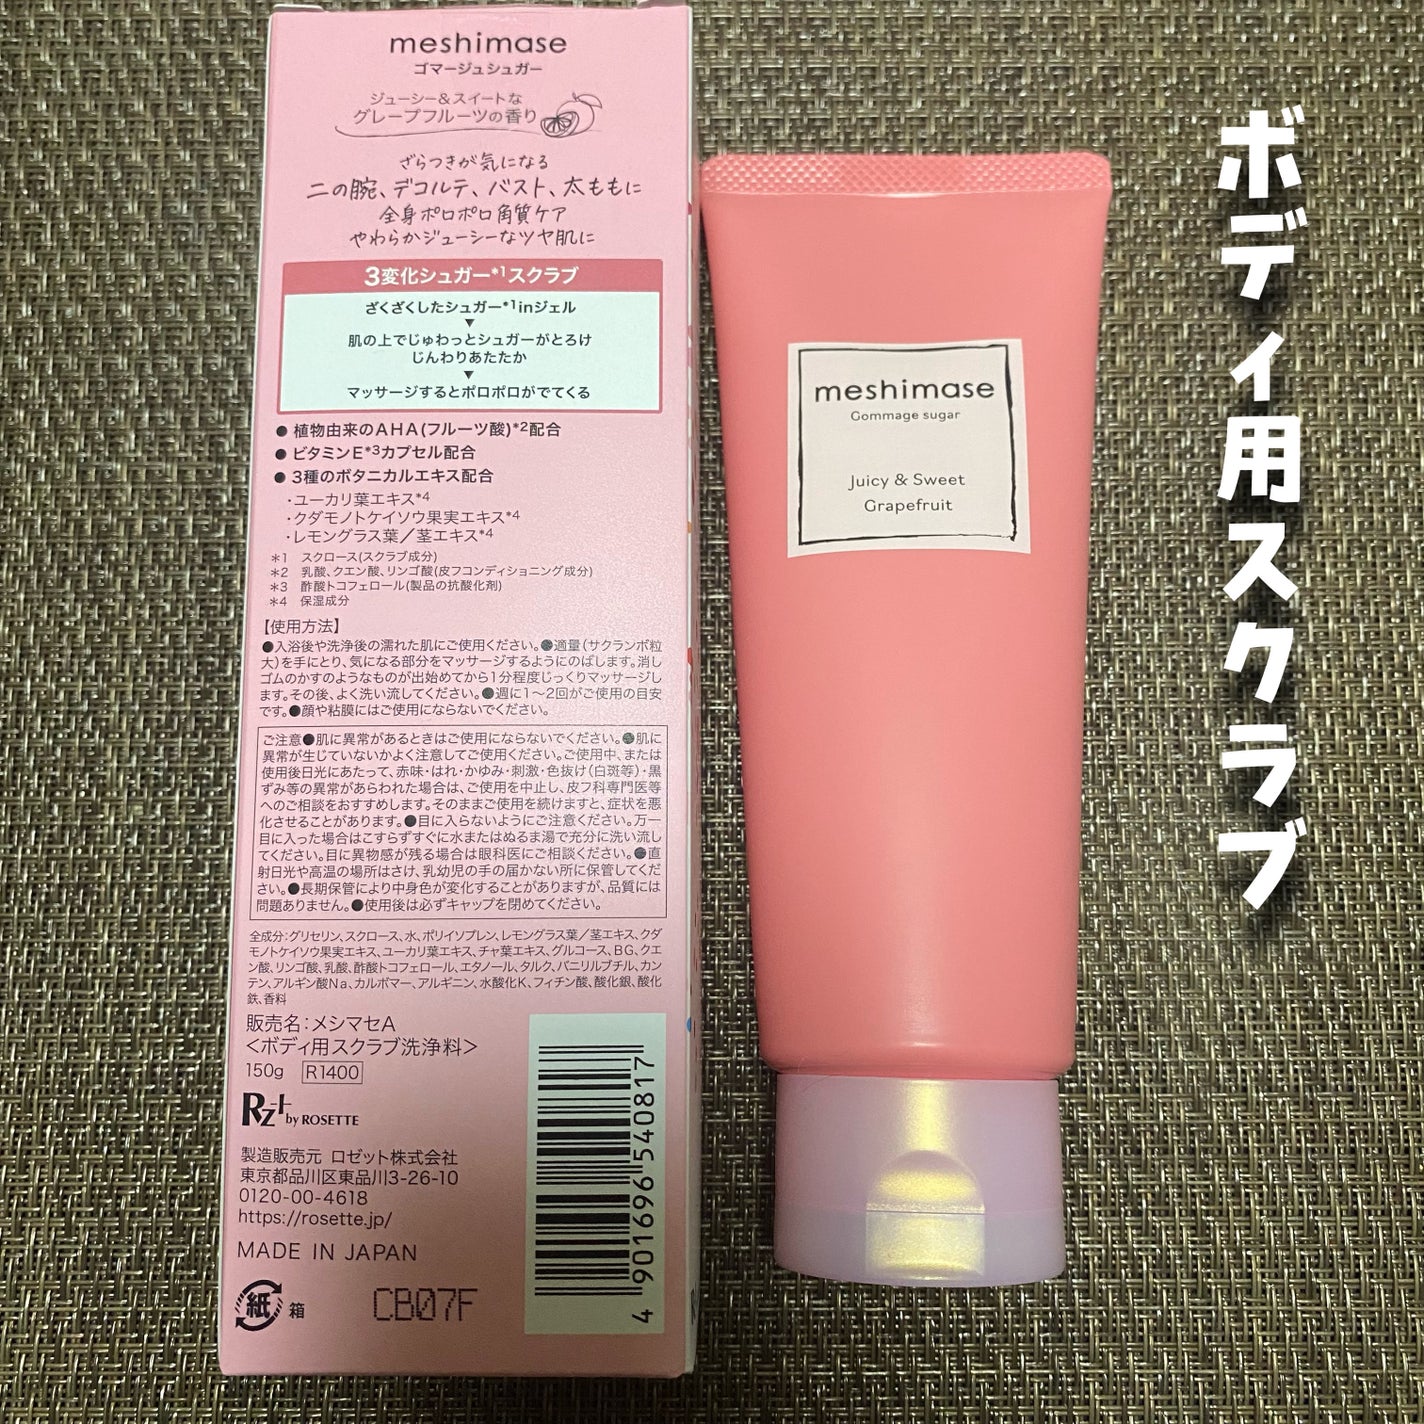 meshimase
ゴマージュシュガー
ジューシー&スイートな
グレープフルーツの香り
ざらつきが気になる
二の腕、デコルテ、バスト、太ももに
全身ポロポロ角質ケア
やわらかジューシーなツヤ肌に
3変化シュガー*1スクラブ
ざくざくしたシュガー*1inジェル
▼
肌の上でじゅわっとシュガーがとろけ
じんわりあたたか
▼
マッサージするとポロポロがでてくる
●植物由来のAHA(フルーツ酸)*2配合
●ビタミンE*3カプセル配合
●3種のボタニカルエキス配合
・ユーカリ葉エキス*4
・クダモノトケイソウ果実エキス*4
・レモングラス葉/茎エキス*4
*1 スクロース(スクラブ成分)
*2 乳酸、クエン酸、リンゴ酸(皮フコンディショニング成分)
*3 酢酸トコフェロール(製品の抗酸化剤)
*4 保湿成分
【使用方法】
●入浴後や洗浄後の濡れた肌にご使用ください。●適量(サクランボ粒
大)を手にとり、気になる部分をマッサージするようにのばします。消し
ゴムのかすのようなものが出始めてから1分程度じっくりマッサージし
ます。その後、よく洗い流してください。●週に1〜2回がご使用の目安
です。●顔や粘膜にはご使用にならないでください。
ご注意●肌に異常があるときはご使用にならないでください。●肌に
異常が生じていないかよく注意してご使用ください。ご使用中、または
使用後日光にあたって、赤味・はれ・かゆみ・刺激・色抜け(白斑等)・黒
ずみ等の異常があらわれた場合は、ご使用を中止し、皮フ科専門医等
へのご相談をおすすめします。そのままご使用を続けますと、症状を悪
化させることがあります。●目に入らないようにご注意ください。万一
目に入った場合はこすらずすぐに水またはぬるま湯で充分に洗い流し
てください。目に異物感が残る場合は眼科医にご相談ください。●直
射日光や高温の場所はさけ、乳幼児の手の届かない所に保管してくだ
さい。●長期保管により中身色が変化することがありますが、品質には
問題ありません。●使用後は必ずキャップを閉めてください。
全成分:グリセリン、スクロース、水、ポリイソプレン、レモングラス葉/茎エキス、クダ
モノトケイソウ果実エキス、ユーカリ葉エキス、チャ葉エキス、グルコース、BG、クエ
ン酸、リンゴ酸、乳酸、酢酸トコフェロール、エタノール、タルク、バニリルブチル、カン
テン、アルギン酸Na、カルボマー、アルギニン、水酸化K、フィチン酸、酸化銀、酸化
鉄、香料
販売名:メシマセA
<ボディ用スクラブ洗浄料>
150g R1400
Rz+ by ROSETTE
製造販売元 ロゼット株式会社
東京都品川区東品川3-26-10
0120-00-4618
https://rosette.jp/
MADE IN JAPAN
紙 箱
CB07F
4 901696 540817
meshimase
Gommage sugar
Juicy & Sweet
Grapefruit
ボディ用スクラブ